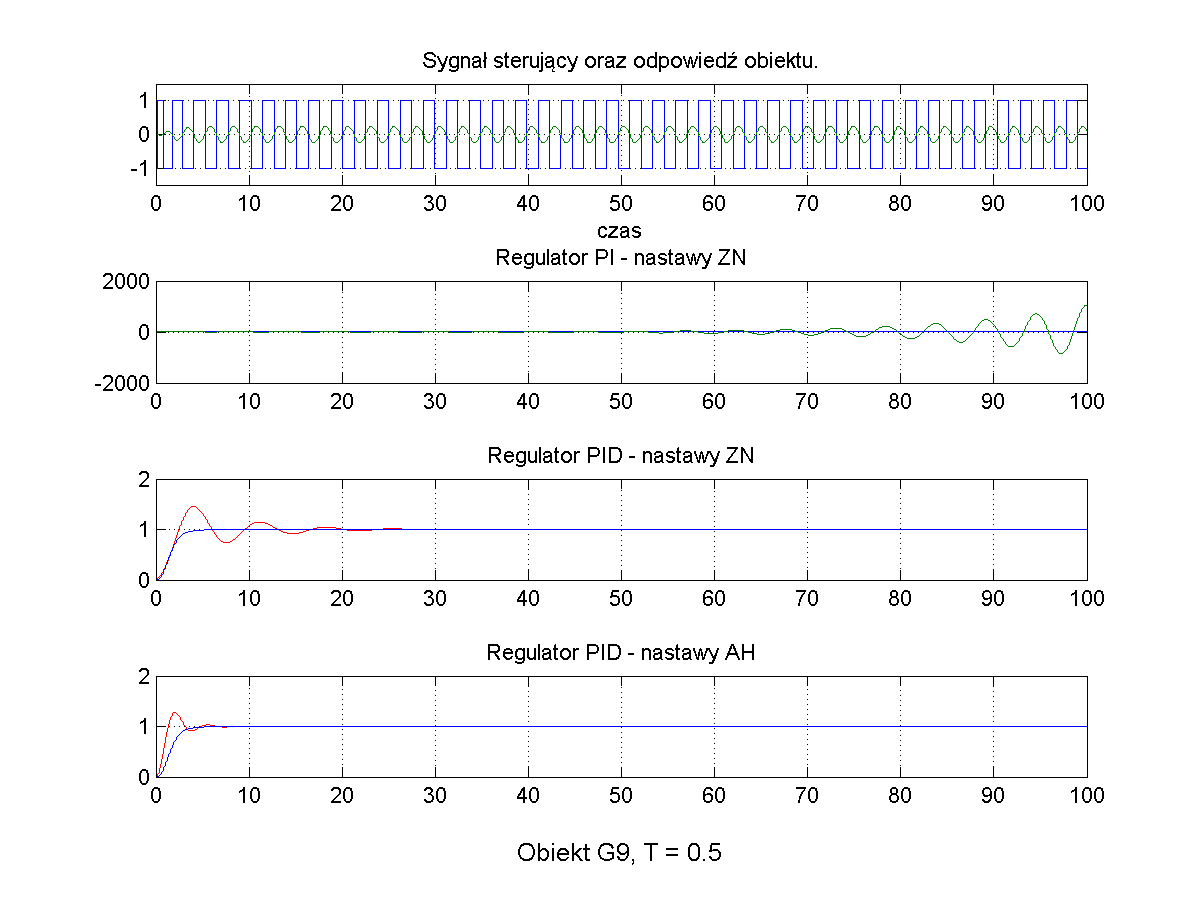 Sygnał sterujący oraz odpowiedź obiektu.
1
0
-1
0 10 20 30 40 50 60 70 80 90 100
czas
Regulator PI - nastawy ZN
2000
0
-2000
0 10 20 30 40 50 60 70 80 90 100
Regulator PID - nastawy ZN
2
1
0
0 10 20 30 40 50 60 70 80 90 100
Regulator PID - nastawy AH
2
1
0
0 10 20 30 40 50 60 70 80 90 100
Obiekt G9, T = 0.5